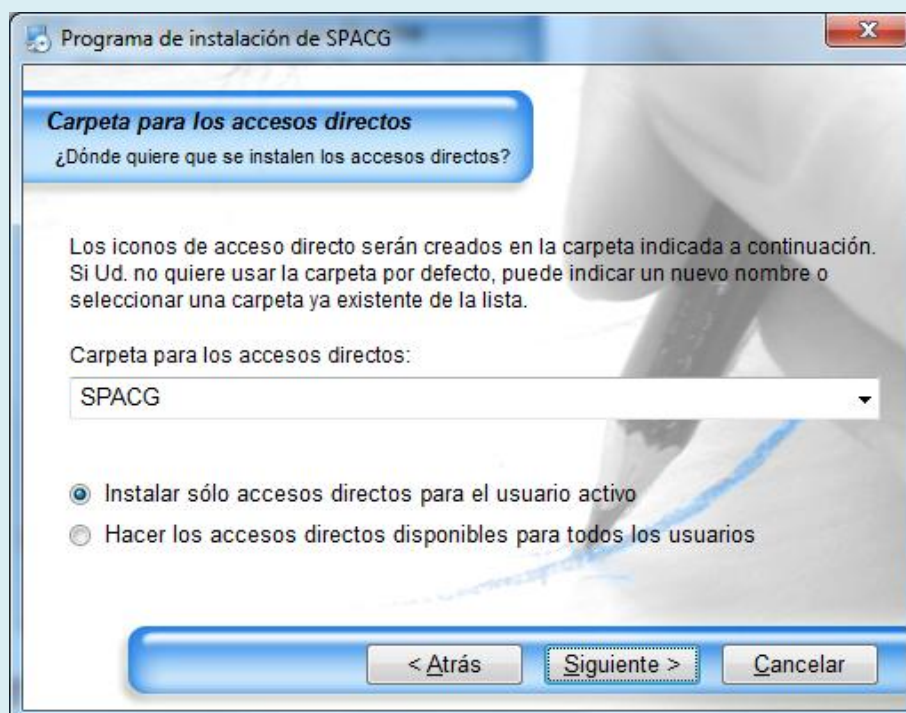 Programa de instalación de SPACG
Carpeta para los accesos directos
¿Dónde quiere que se instalen los accesos directos?
Los iconos de acceso directo serán creados en la carpeta indicada a continuación.
Si Ud. no quiere usar la carpeta por defecto, puede indicar un nuevo nombre o
seleccionar una carpeta ya existente de la lista.
Carpeta para los accesos directos:
SPACG
Instalar sólo accesos directos para el usuario activo
Hacer los accesos directos disponibles para todos los usuarios
< Atrás
Siguiente >
Cancelar